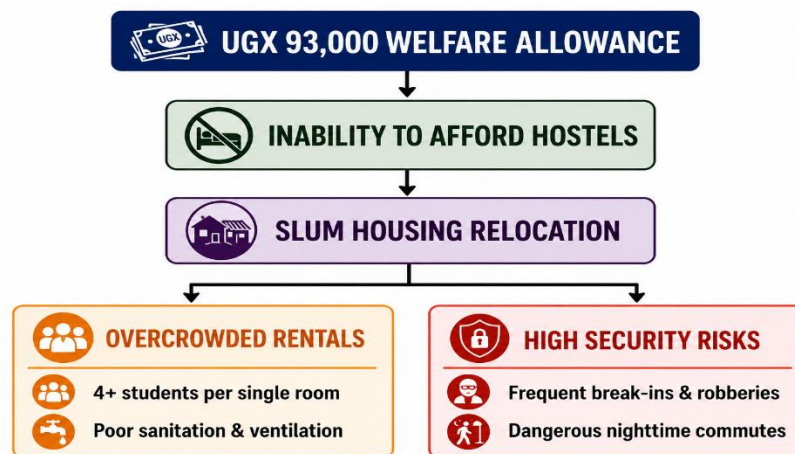 UGX
UGX 93,000 WELFARE ALLOWANCE
INABILITY TO AFFORD HOSTELS
SLUM HOUSING RELOCATION
OVERCROWDED RENTALS
4+ students per single room
Poor sanitation & ventilation
HIGH SECURITY RISKS
Frequent break-ins & robberies
Dangerous nighttime commutes